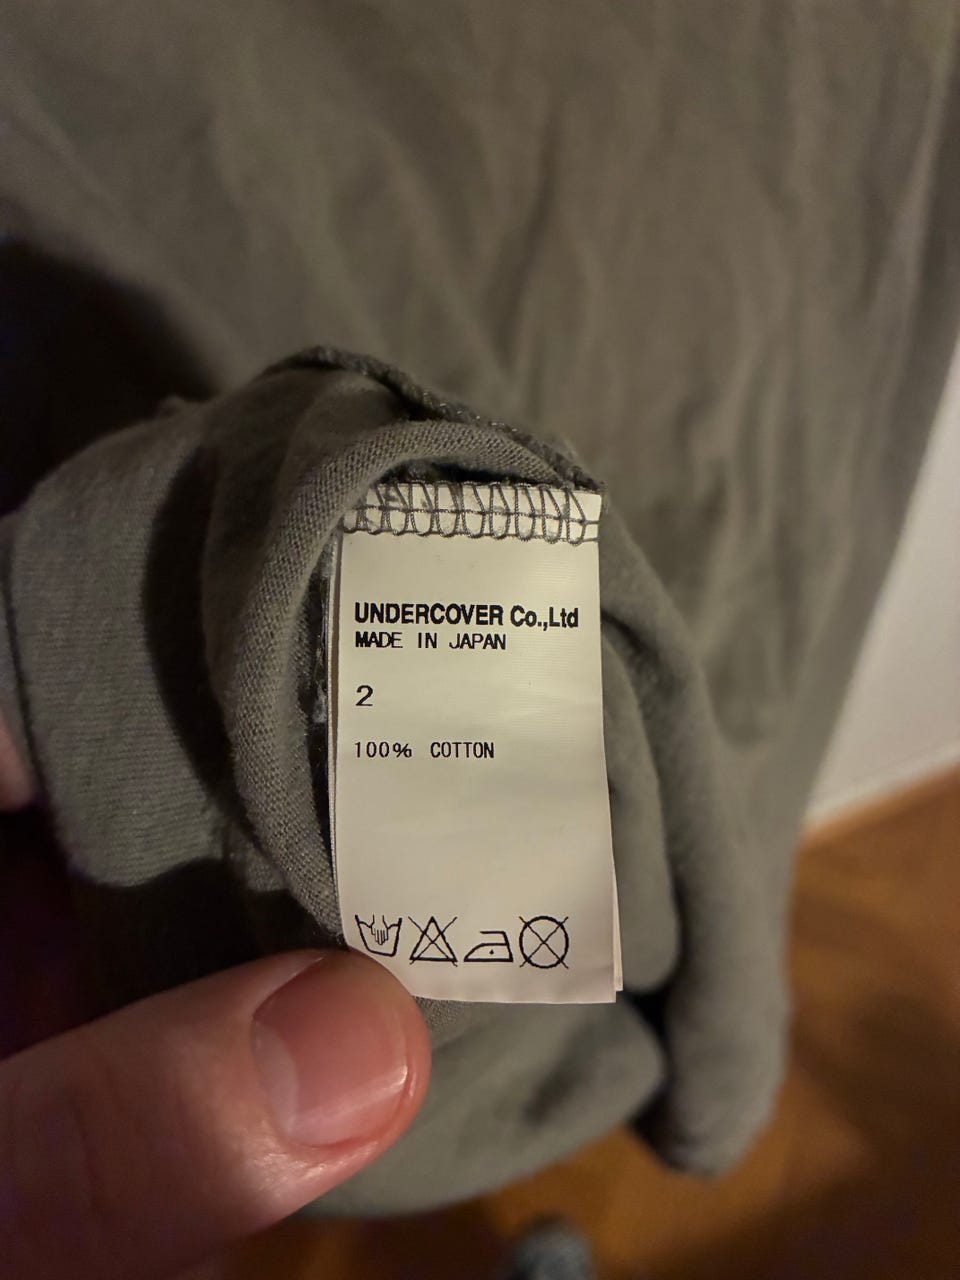 UNDERCOVER Co.,Ltd
MADE IN JAPAN
2
100% COTTON